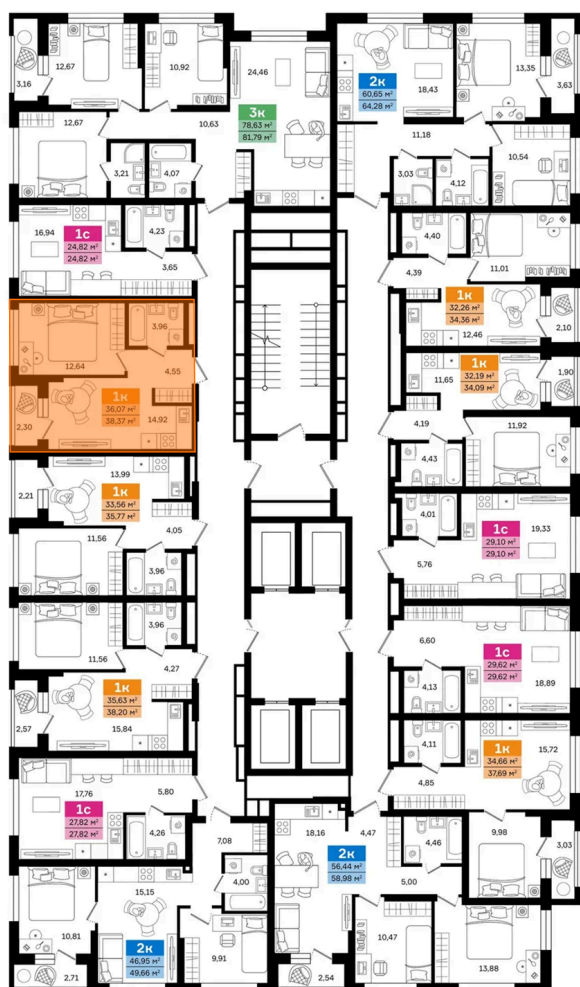 3,16
12,67
10,92
24,46
3к
78,63 м²
81,79 м²
12,67
10,63
3,21
4,07
2к
60,65 м²
64,28 м²
18,43
13,35
3,63
11,18
3,03
4,12
10,54
16,94
1с
24,82 м²
24,82 м²
4,23
3,65
4,40
4,39
11,01
1к
32,26 м²
34,36 м²
12,46
2,10
3,96
12,64
4,55
1к
36,07 м²
38,37 м²
2,30
14,92
1к
32,19 м²
34,09 м²
11,65
1,90
4,19
11,92
4,43
13,99
2,21
1к
33,56 м²
35,77 м²
4,05
11,56
3,96
4,01
1с
29,10 м²
29,10 м²
19,33
5,76
3,96
11,56
4,27
1к
35,63 м²
38,20 м²
2,57
15,84
6,60
1с
29,62 м²
29,62 м²
4,13
18,89
4,11
1к
34,66 м²
37,69 м²
15,72
4,85
17,76
5,80
1с
27,82 м²
27,82 м²
4,26
7,08
4,00
15,15
10,81
2к
46,95 м²
49,66 м²
2,71
9,91
18,16
4,47
2к
56,44 м²
58,98 м²
4,46
5,00
9,98
3,03
10,47
2,54
13,88